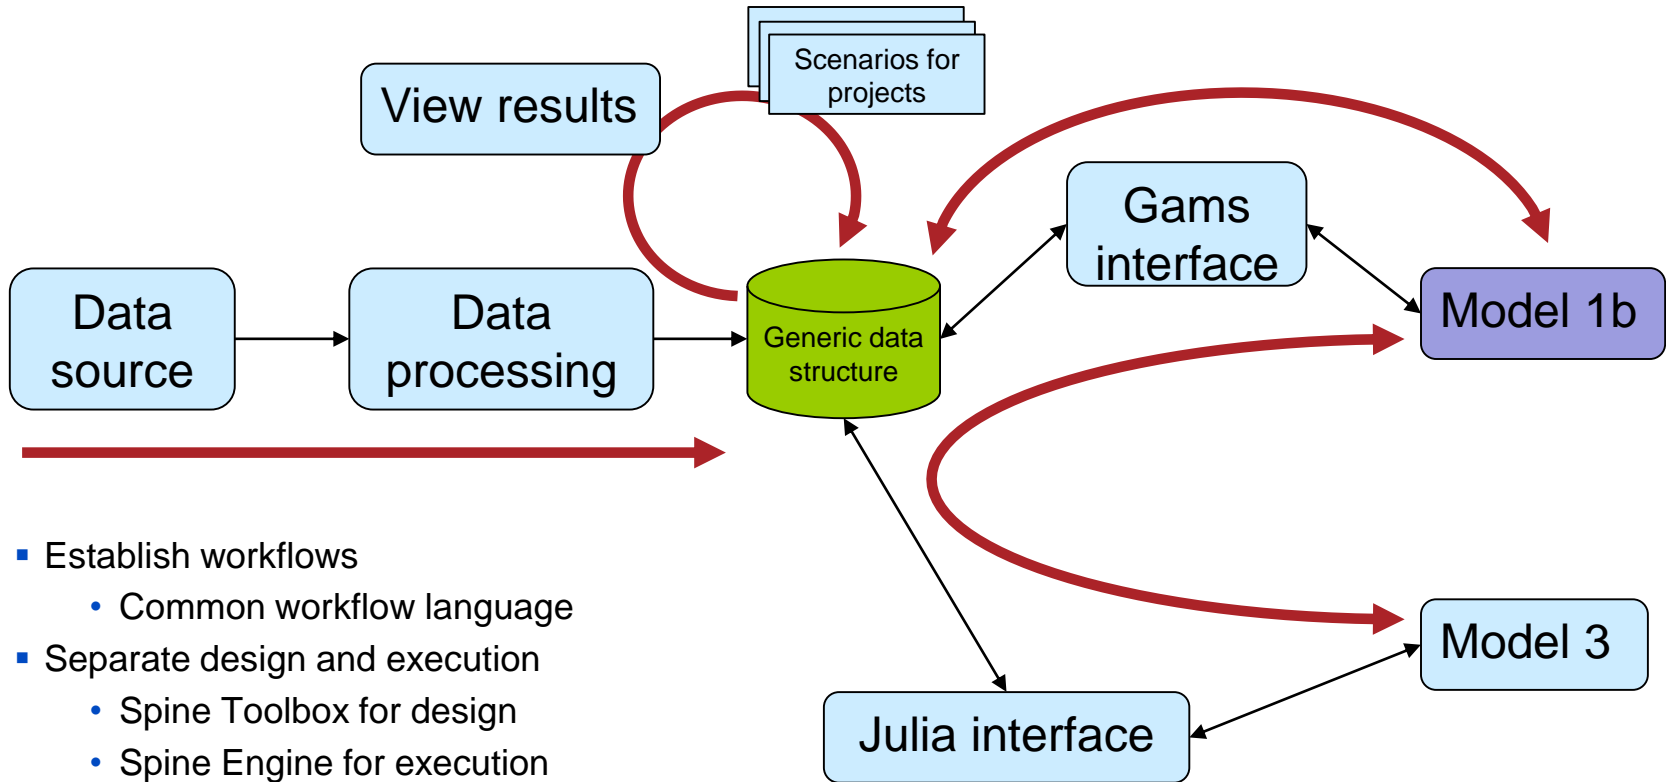 Scenarios for
projects
View results
Gams
interface
Data
source
Data
processing
Generic data
structure
Model 1b
▪ Establish workflows
• Common workflow language
▪ Separate design and execution
• Spine Toolbox for design
• Spine Engine for execution
Model 3
Julia interface